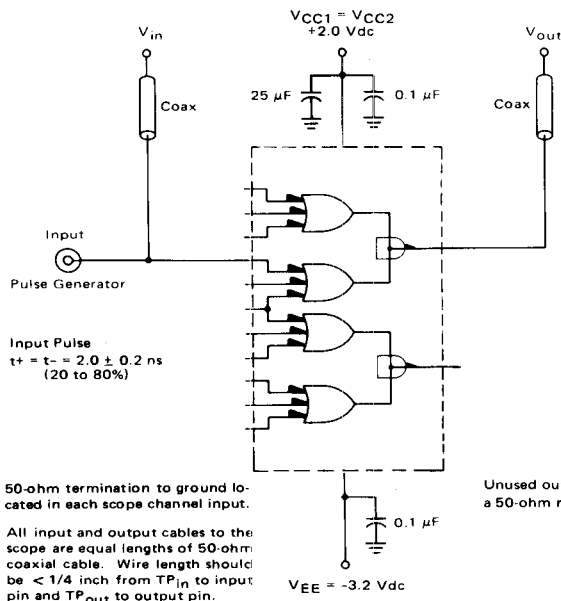 Vin
VCC1 = VCC2
+2.0 Vdc
Vout
Coax
25 μF
0.1 μF
Coax
Input
Pulse Generator
Input Pulse
t+ = t- = 2.0 ± 0.2 ns
(20 to 80%)
50-ohm termination to ground lo-
cated in each scope channel input.
All input and output cables to the
scope are equal lengths of 50-ohm
coaxial cable. Wire length should
be < 1/4 inch from TPin to input
pin and TPout to output pin.
0.1 μF
VEE = -3.2 Vdc
Unused ou
a 50-ohm r